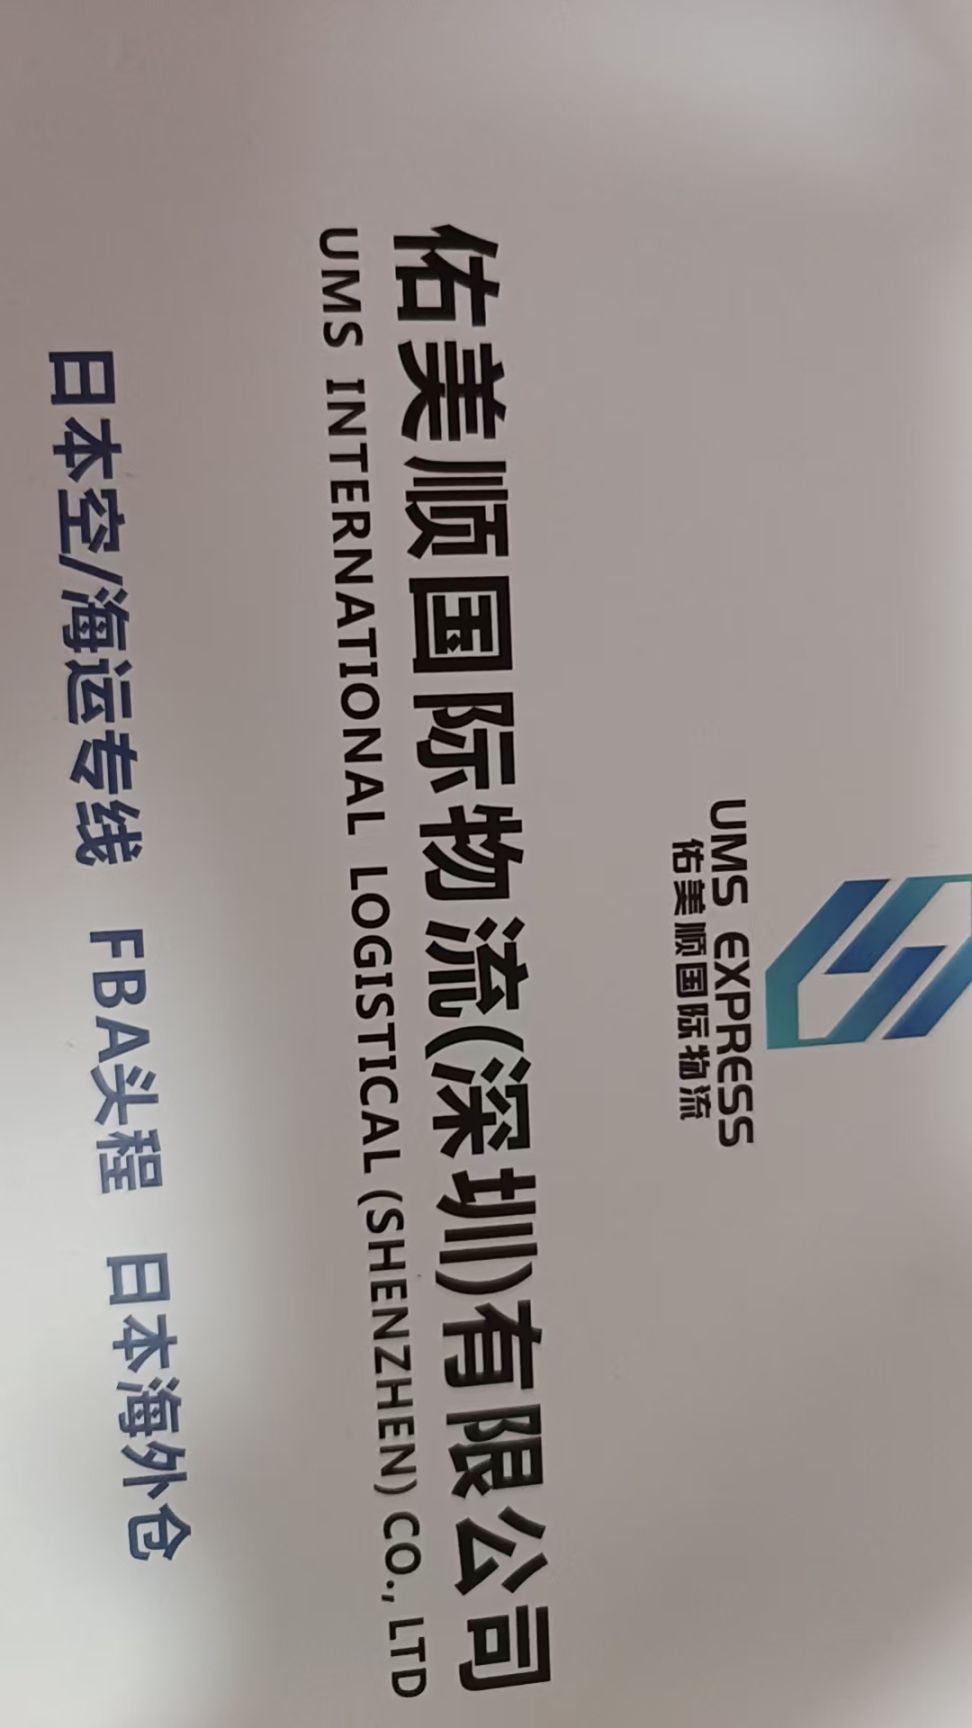 UMS EXPRESS
佑美顺国际物流
佑美顺国际物流(深圳)有限公司
UMS INTERNATIONAL LOGISTICAL (SHENZHEN) CO., LTD
日本空/海运专线 FBA头程 日本海外仓